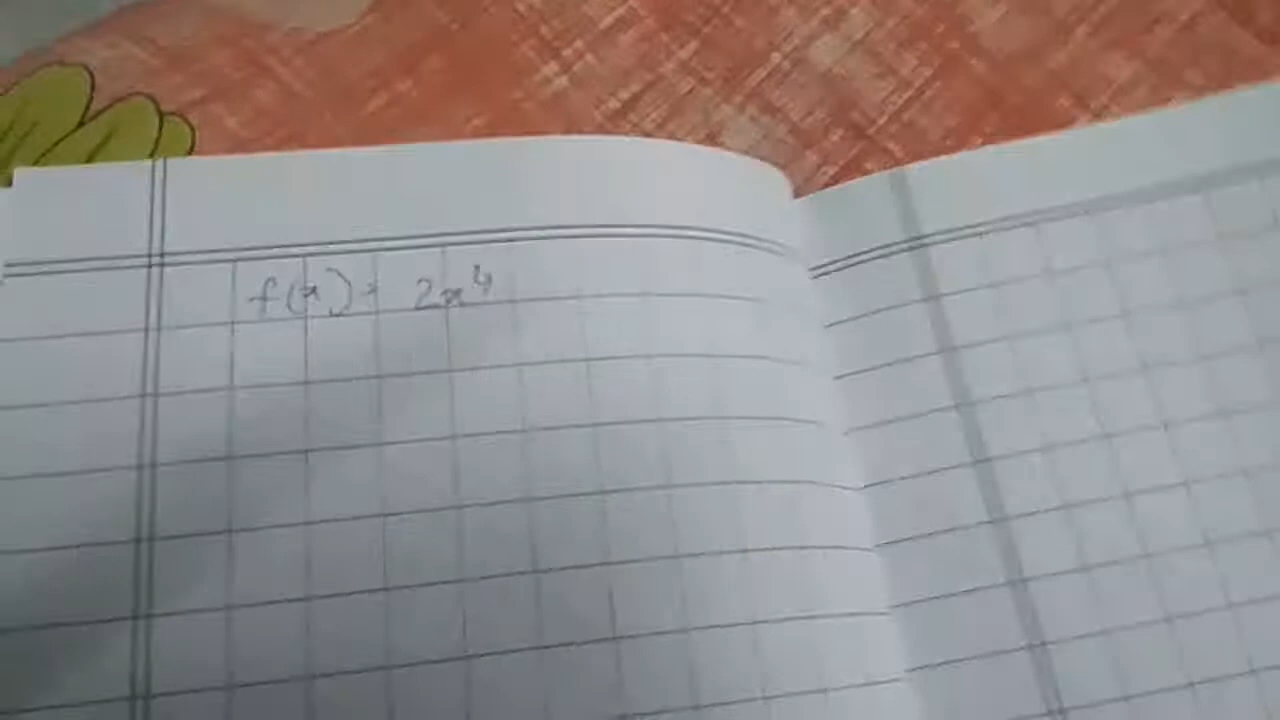 f(x) = 2x⁴